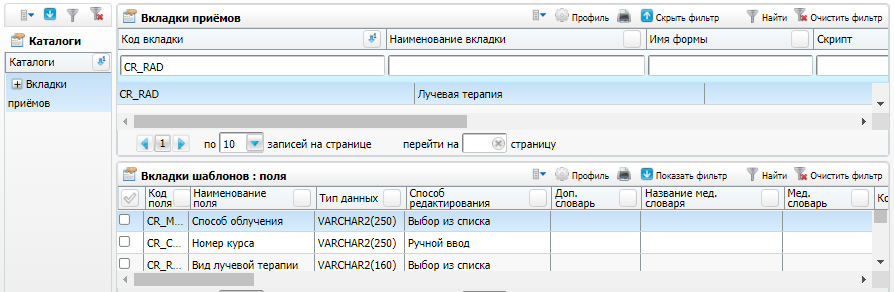 Каталоги
Каталоги
Вкладки
приёмов
Вкладки приёмов
Профиль
Скрыть фильтр
Найти
Очистить фильтр
Код вкладки
Наименование вкладки
Имя формы
Скрипт
CR_RAD
CR_RAD
Лучевая терапия
1
по
10
записей на странице
перейти на
страницу
Вкладки шаблонов : поля
Профиль
Показать фильтр
Найти
Очистить фильтр
Код
поля
Наименование
поля
Тип данных
Способ
редактирования
Доп.
словарь
Название мед.
словаря
Мед.
словарь
Ко
CR_M...
Способ облучения
VARCHAR2(250)
Выбор из списка
CR_C...
Номер курса
VARCHAR2(250)
Ручной ввод
CR_R...
Вид лучевой терапии
VARCHAR2(160)
Выбор из списка